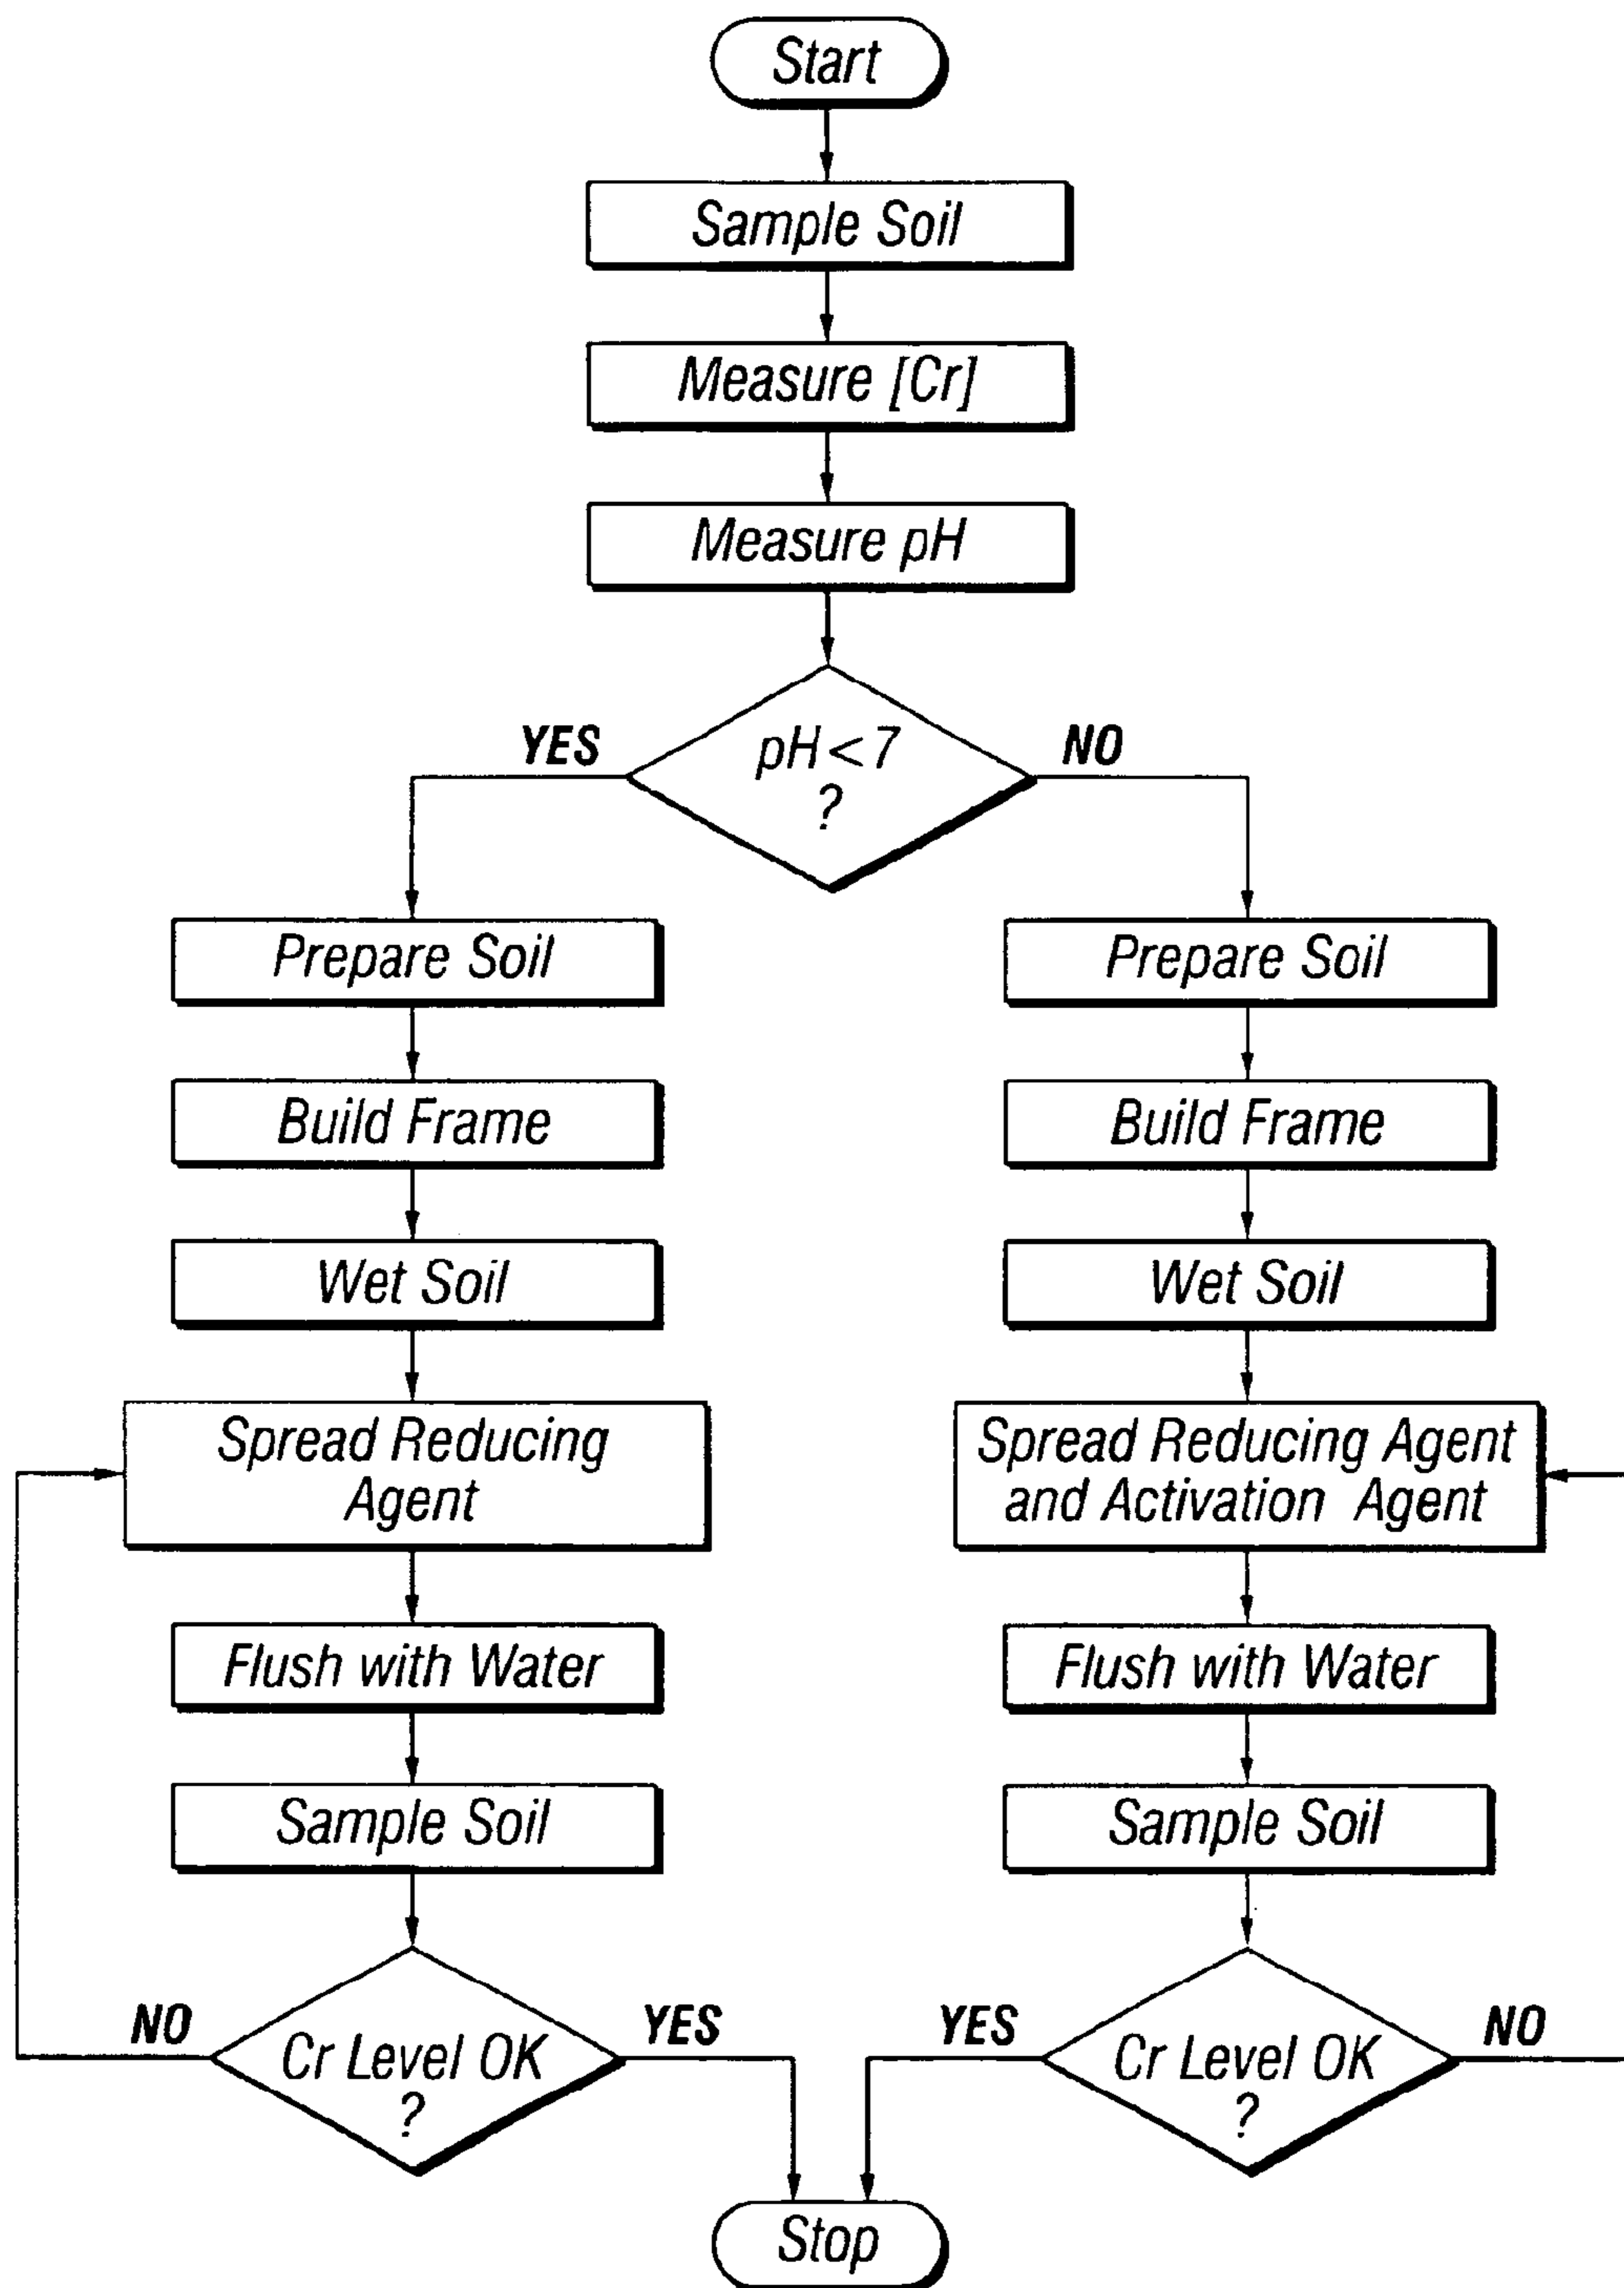 Start
Sample Soil
Measure [Cr]
Measure pH
pH<7
?
YES
NO
Prepare Soil
Build Frame
Wet Soil
Spread Reducing
Agent
Flush with Water
Sample Soil
Cr Level OK
?
NO
YES
Prepare Soil
Build Frame
Wet Soil
Spread Reducing Agent
and Activation Agent
Flush with Water
Sample Soil
Cr Level OK
?
YES
NO
Stop